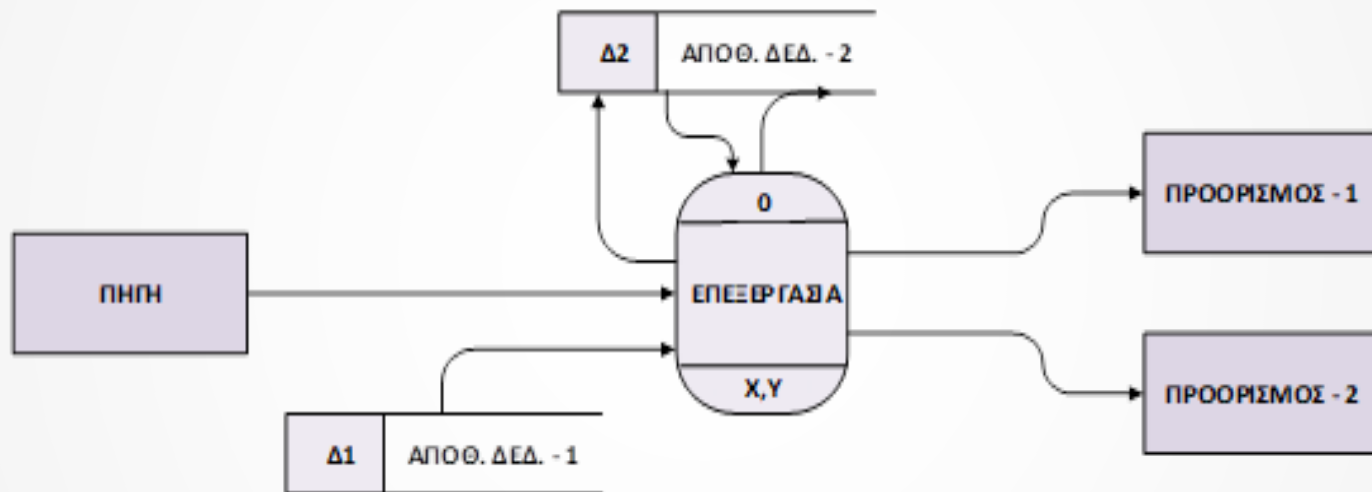 Δ2 ΑΠΟΘ. ΔΕΔ. - 2
0
ΠΡΟΟΡΙΣΜΟΣ - 1
ΠΗΓΗ
ΕΠΕΞΕΡΓΑΣΙΑ
Χ,Υ
ΠΡΟΟΡΙΣΜΟΣ - 2
Δ1 ΑΠΟΘ. ΔΕΔ. - 1